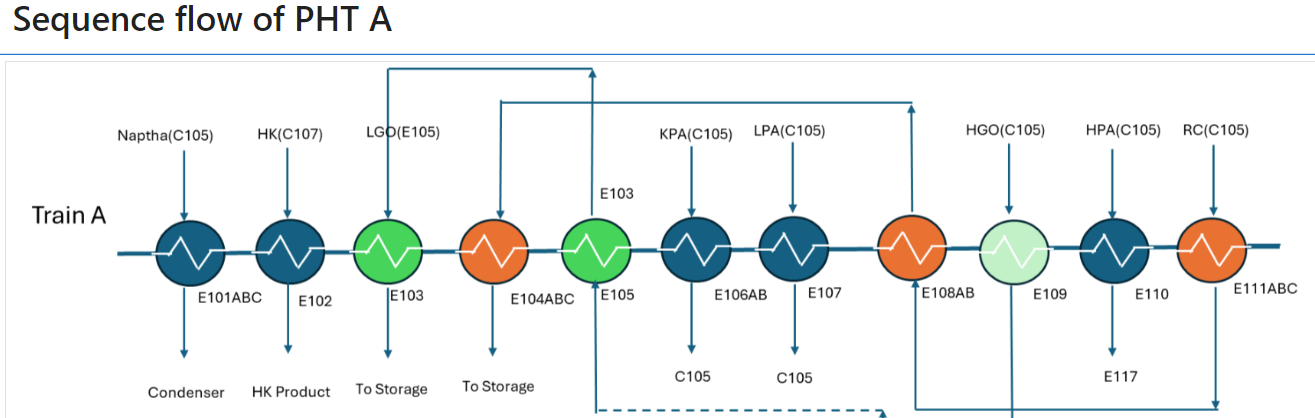 Sequence flow of PHT A
Naptha(C105)
HK(C107)
LGO(E105)
KPA(C105)
LPA(C105)
HGO(C105)
HPA(C105)
RC(C105)
E103
Train A
E101ABC
E102
E103
E104ABC
E105
E106AB
E107
E108AB
E109
E110
E111ABC
Condenser
HK Product
To Storage
To Storage
C105
C105
E117